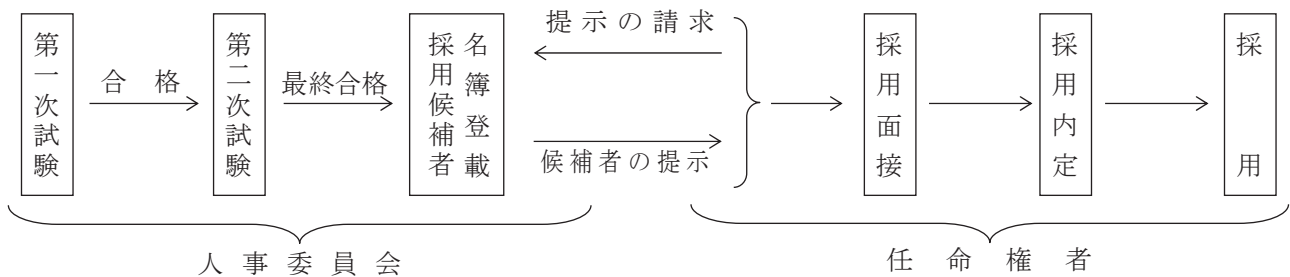 第一次試験
合格
第二次試験
最終合格
採用候補者
名簿登載
提示の請求
候補者の提示
採用面接
採用内定
採用
人事委員会
任命権者